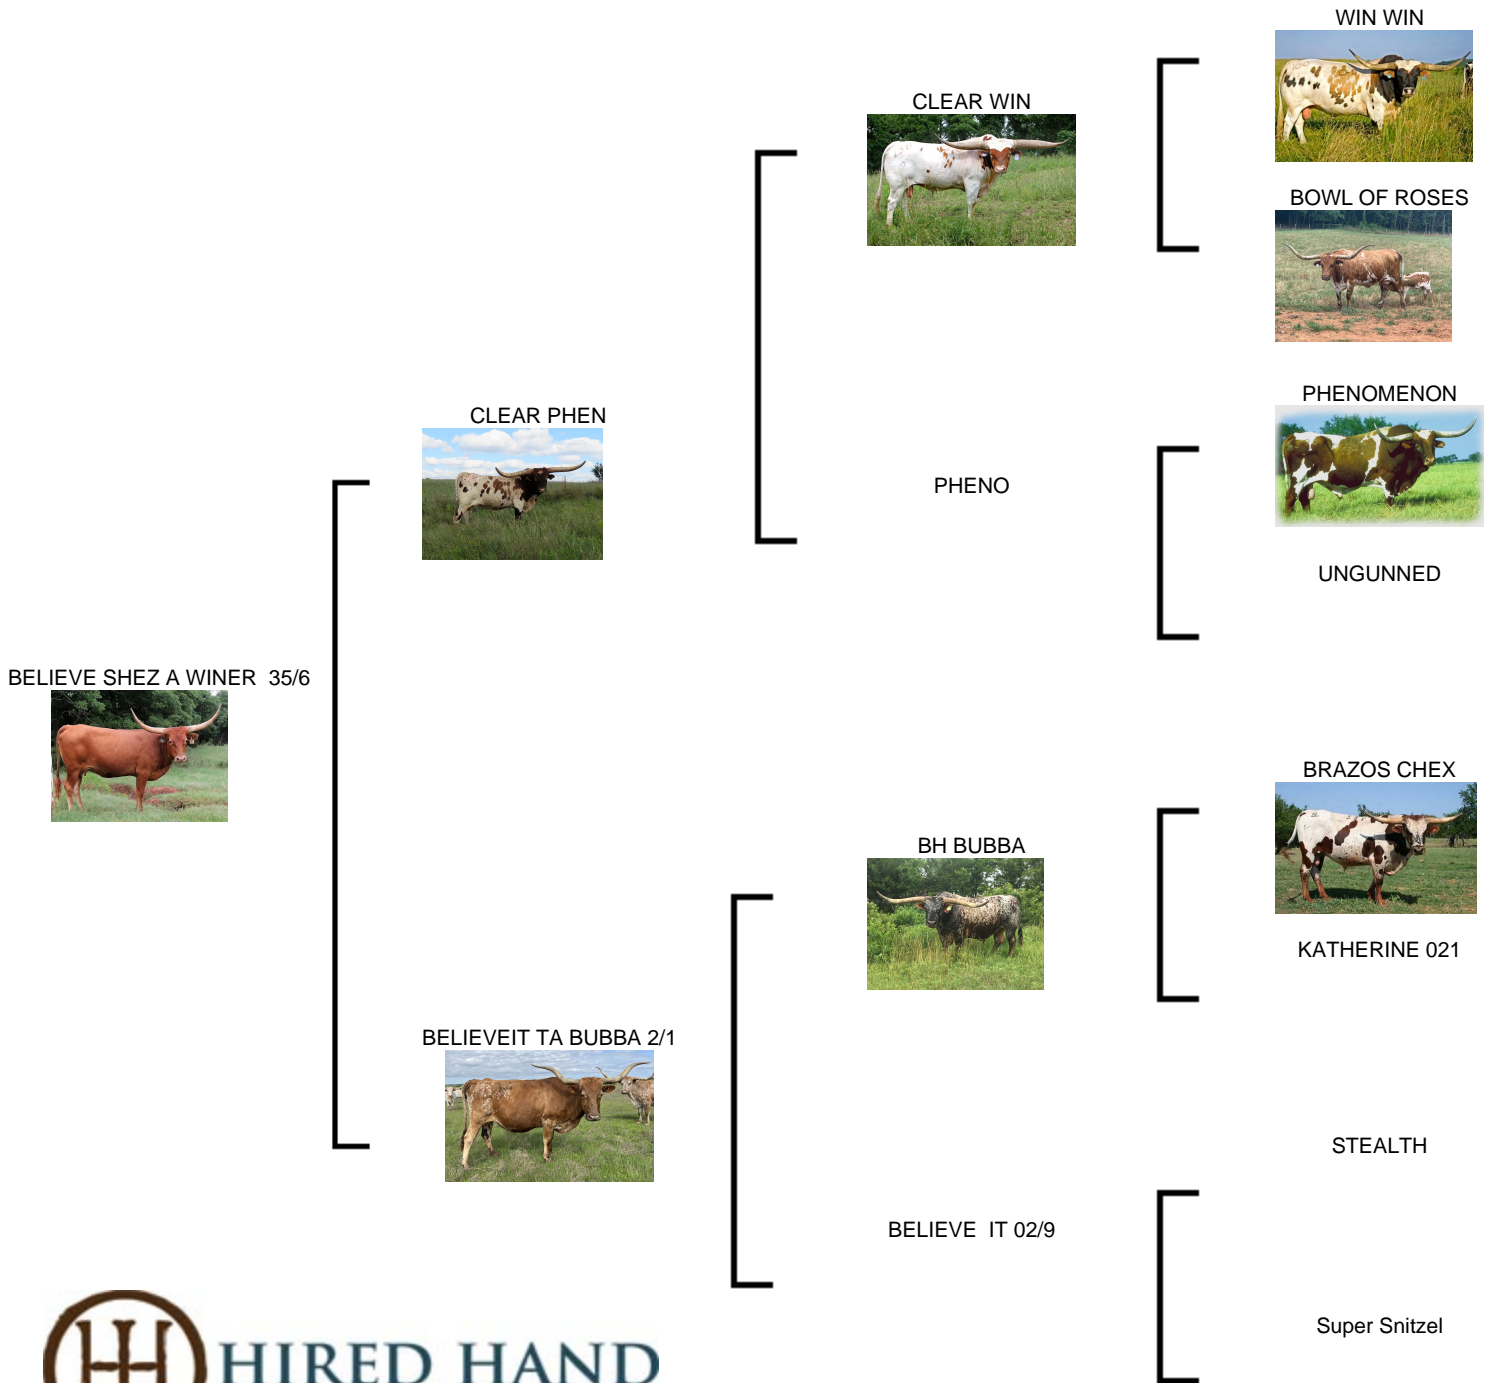 WIN WIN
CLEAR WIN
BOWL OF ROSES
PHENOMENON
CLEAR PHEN
PHENO
UNGUNNED
BELIEVE SHEZ A WINER  35/6
BRAZOS CHEX
BH BUBBA
KATHERINE 021
BELIEVEIT TA BUBBA 2/1
STEALTH
BELIEVE  IT 02/9
Super Snitzel
HIRED HAND